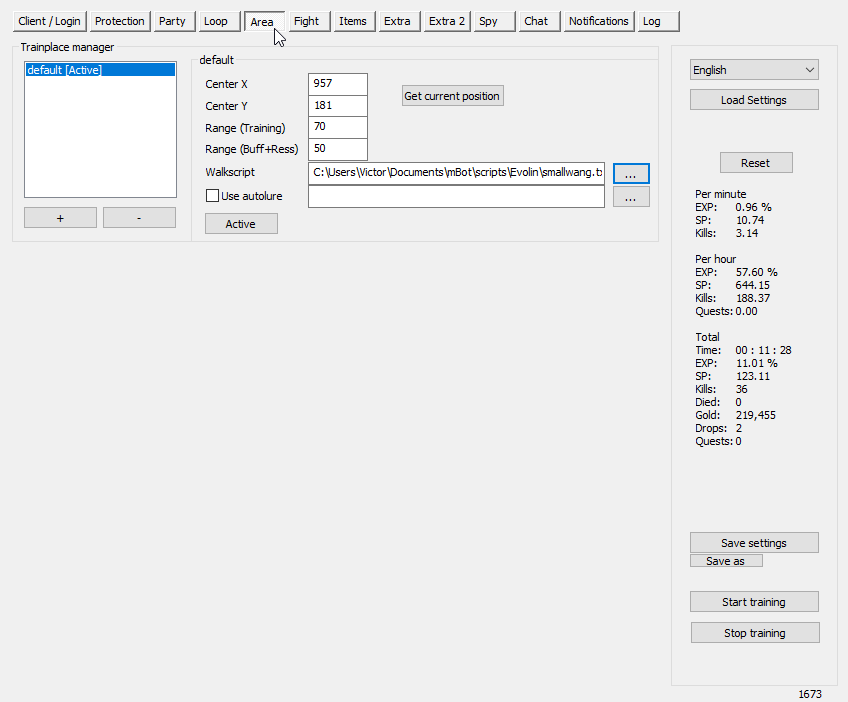 Client / Login Protection Party Loop Area Fight Items Extra Extra 2 Spy Chat Notifications Log
Trainplace manager
default [Active]
+ -
default
Center X 957
Center Y 181
Get current position
Range (Training) 70
Range (Buff+Ress) 50
Walkscript C:\Users\Victor\Documents\mBot\scripts\Evolin\smallwang.tx ...
Use autolure ...
Active
English
Load Settings
Reset
Per minute
EXP: 0.96 %
SP: 10.74
Kills: 3.14
Per hour
EXP: 57.60 %
SP: 644.15
Kills: 188.37
Quests: 0.00
Total
Time: 00 : 11 : 28
EXP: 11.01 %
SP: 123.11
Kills: 36
Died: 0
Gold: 219,455
Drops: 2
Quests: 0
Save settings
Save as
Start training
Stop training
1673